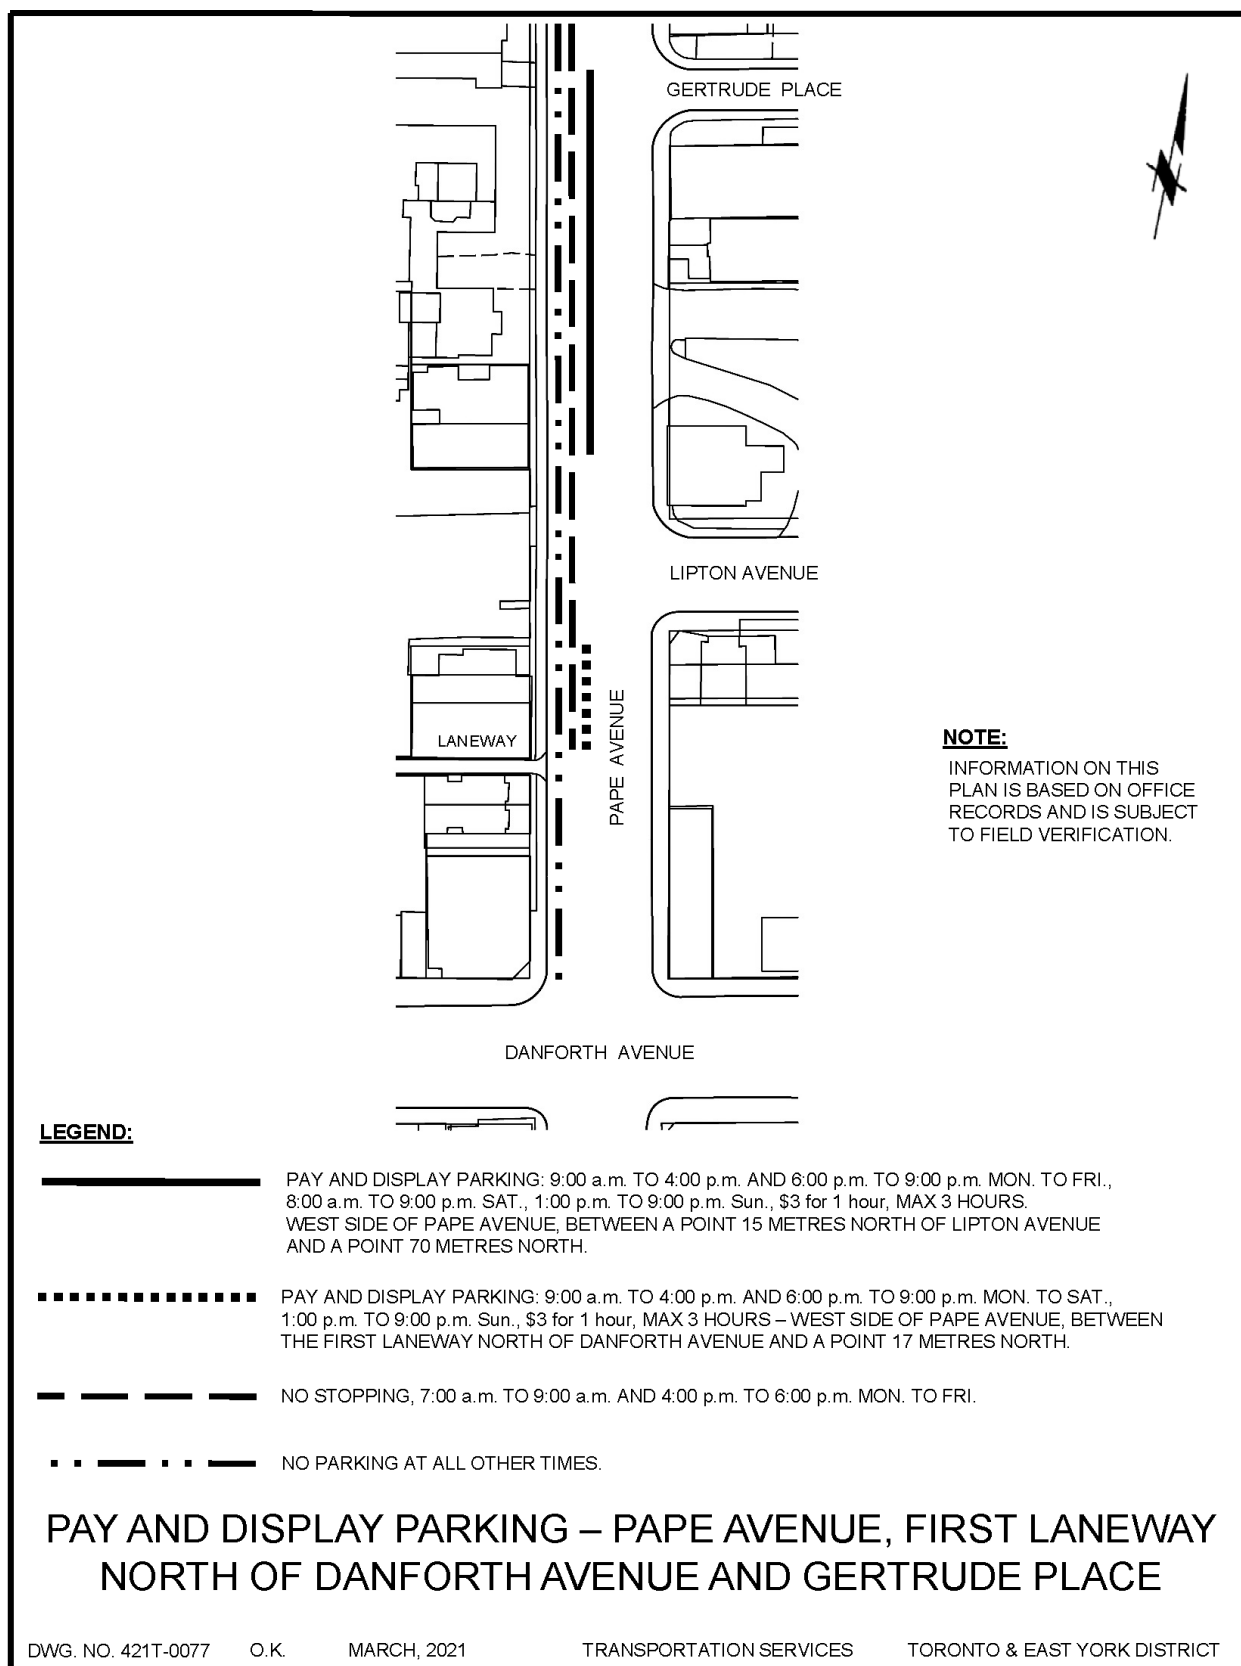 GERTRUDE PLACE
LIPTON AVENUE
PAPE AVENUE
LANEWAY
NOTE:
INFORMATION ON THIS
PLAN IS BASED ON OFFICE
RECORDS AND IS SUBJECT
TO FIELD VERIFICATION.
DANFORTH AVENUE
LEGEND:
PAY AND DISPLAY PARKING: 9:00 a.m. TO 4:00 p.m. AND 6:00 p.m. TO 9:00 p.m. MON. TO FRI.,
8:00 a.m. TO 9:00 p.m. SAT., 1:00 p.m. TO 9:00 p.m. Sun., $3 for 1 hour, MAX 3 HOURS.
WEST SIDE OF PAPE AVENUE, BETWEEN A POINT 15 METRES NORTH OF LIPTON AVENUE
AND A POINT 70 METRES NORTH.
PAY AND DISPLAY PARKING: 9:00 a.m. TO 4:00 p.m. AND 6:00 p.m. TO 9:00 p.m. MON. TO SAT.,
1:00 p.m. TO 9:00 p.m. Sun., $3 for 1 hour, MAX 3 HOURS – WEST SIDE OF PAPE AVENUE, BETWEEN
THE FIRST LANEWAY NORTH OF DANFORTH AVENUE AND A POINT 17 METRES NORTH.
NO STOPPING, 7:00 a.m. TO 9:00 a.m. AND 4:00 p.m. TO 6:00 p.m. MON. TO FRI.
NO PARKING AT ALL OTHER TIMES.
PAY AND DISPLAY PARKING – PAPE AVENUE, FIRST LANEWAY
NORTH OF DANFORTH AVENUE AND GERTRUDE PLACE
DWG. NO. 421T-0077 O.K. MARCH, 2021 TRANSPORTATION SERVICES TORONTO & EAST YORK DISTRICT